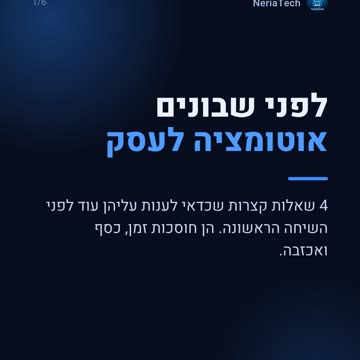 1/6
NeriaTech
לפני שבונים
אוטומציה לעסק
4 שאלות קצרות שכדאי לענות עליהן עוד לפני
השיחה הראשונה. הן חוסכות זמן, כסף
ואכזבה.